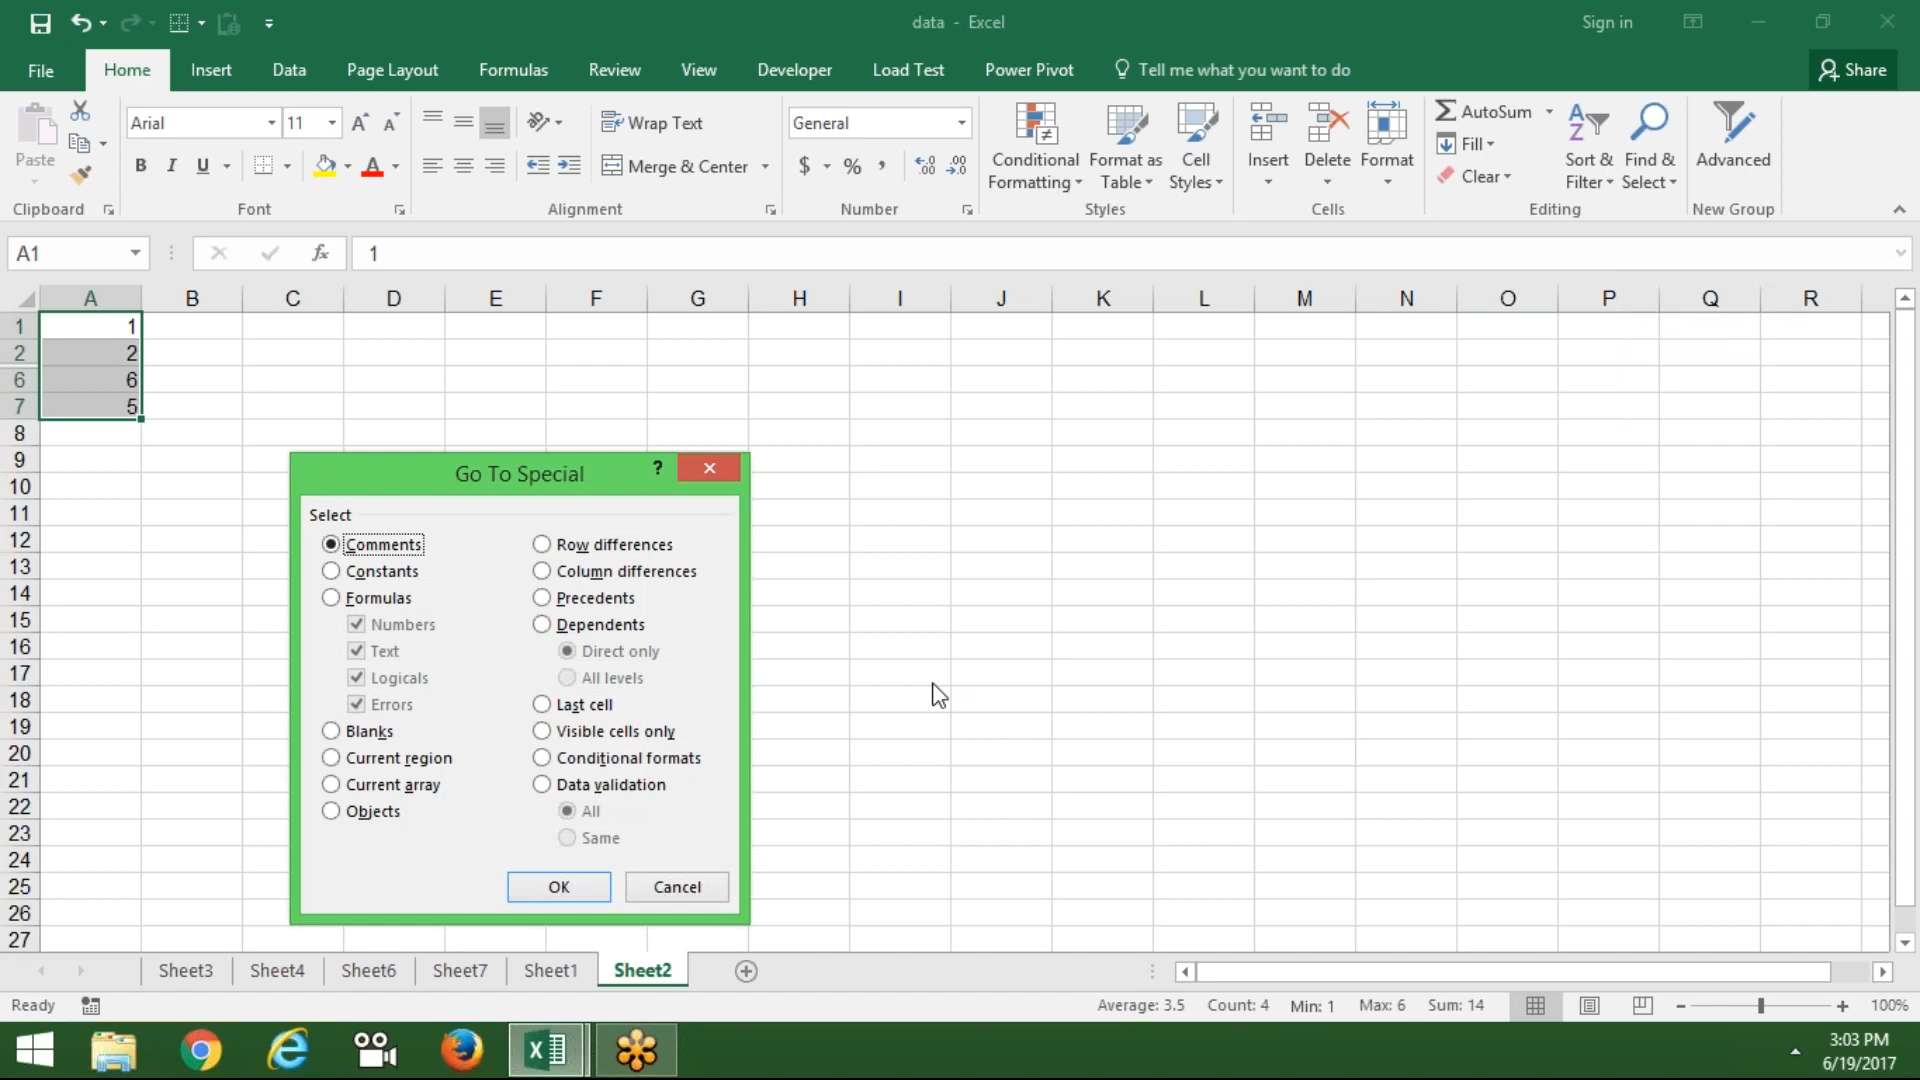 data - Excel
Sign in
File Home Insert Data Page Layout Formulas Review View Developer Load Test Power Pivot Tell me what you want to do Share
Paste
Arial 11
Wrap Text
General
B I U
Merge & Center
$ % ,
Conditional Formatting
Format as Table
Cell Styles
Insert Delete Format
AutoSum
Fill
Clear
Sort & Filter
Find & Select
Advanced
Clipboard Font Alignment Number Styles Cells Editing New Group
A1 fx 1
A B C D E F G H I J K L M N O P Q R
1 1
2 2
6 6
7 5
8
9
10
11
12
13
14
15
16
17
18
19
20
21
22
23
24
25
26
27
Go To Special ?
Select
Comments Row differences
Constants Column differences
Formulas Precedents
Numbers Dependents
Text Direct only
Logicals All levels
Errors Last cell
Blanks Visible cells only
Current region Conditional formats
Current array Data validation
Objects All
Same
OK Cancel
Sheet3 Sheet4 Sheet6 Sheet7 Sheet1 Sheet2
Ready Average: 3.5 Count: 4 Min: 1 Max: 6 Sum: 14 100%
3:03 PM
6/19/2017